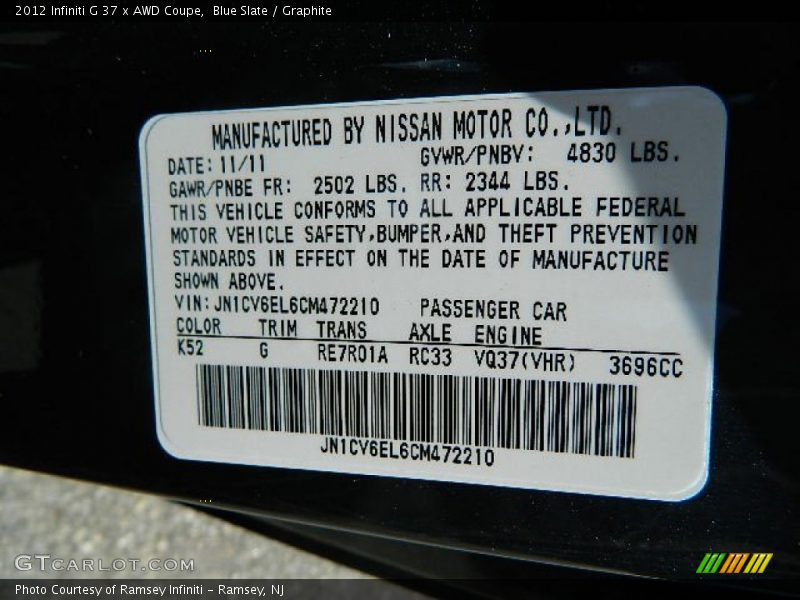 2012 Infiniti G 37 x AWD Coupe,  Blue Slate / Graphite
MANUFACTURED BY NISSAN MOTOR CO.,LTD.
DATE: 11/11 GVWR/PNBV: 4830 LBS.
GAWR/PNBE FR: 2502 LBS. RR: 2344 LBS.
THIS VEHICLE CONFORMS TO ALL APPLICABLE FEDERAL
MOTOR VEHICLE SAFETY,BUMPER,AND THEFT PREVENTION
STANDARDS IN EFFECT ON THE DATE OF MANUFACTURE
SHOWN ABOVE.
VIN: JN1CV6EL6CM472210 PASSENGER CAR
COLOR TRIM TRANS AXLE ENGINE
K52 G RE7R01A RC33 VQ37(VHR) 3696CC
JN1CV6EL6CM472210
GTCARLOT.COM
Photo Courtesy of Ramsey Infiniti - Ramsey, NJ